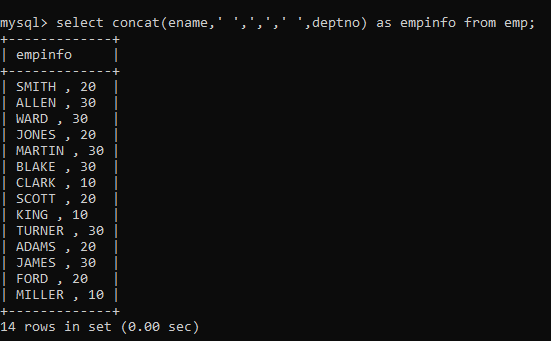 mysql> select concat(ename,' ',',',' ',deptno) as empinfo from emp;
+-------------+
| empinfo     |
+-------------+
| SMITH , 20  |
| ALLEN , 30  |
| WARD , 30   |
| JONES , 20  |
| MARTIN , 30 |
| BLAKE , 30  |
| CLARK , 10  |
| SCOTT , 20  |
| KING , 10   |
| TURNER , 30 |
| ADAMS , 20  |
| JAMES , 30  |
| FORD , 20   |
| MILLER , 10 |
+-------------+
14 rows in set (0.00 sec)